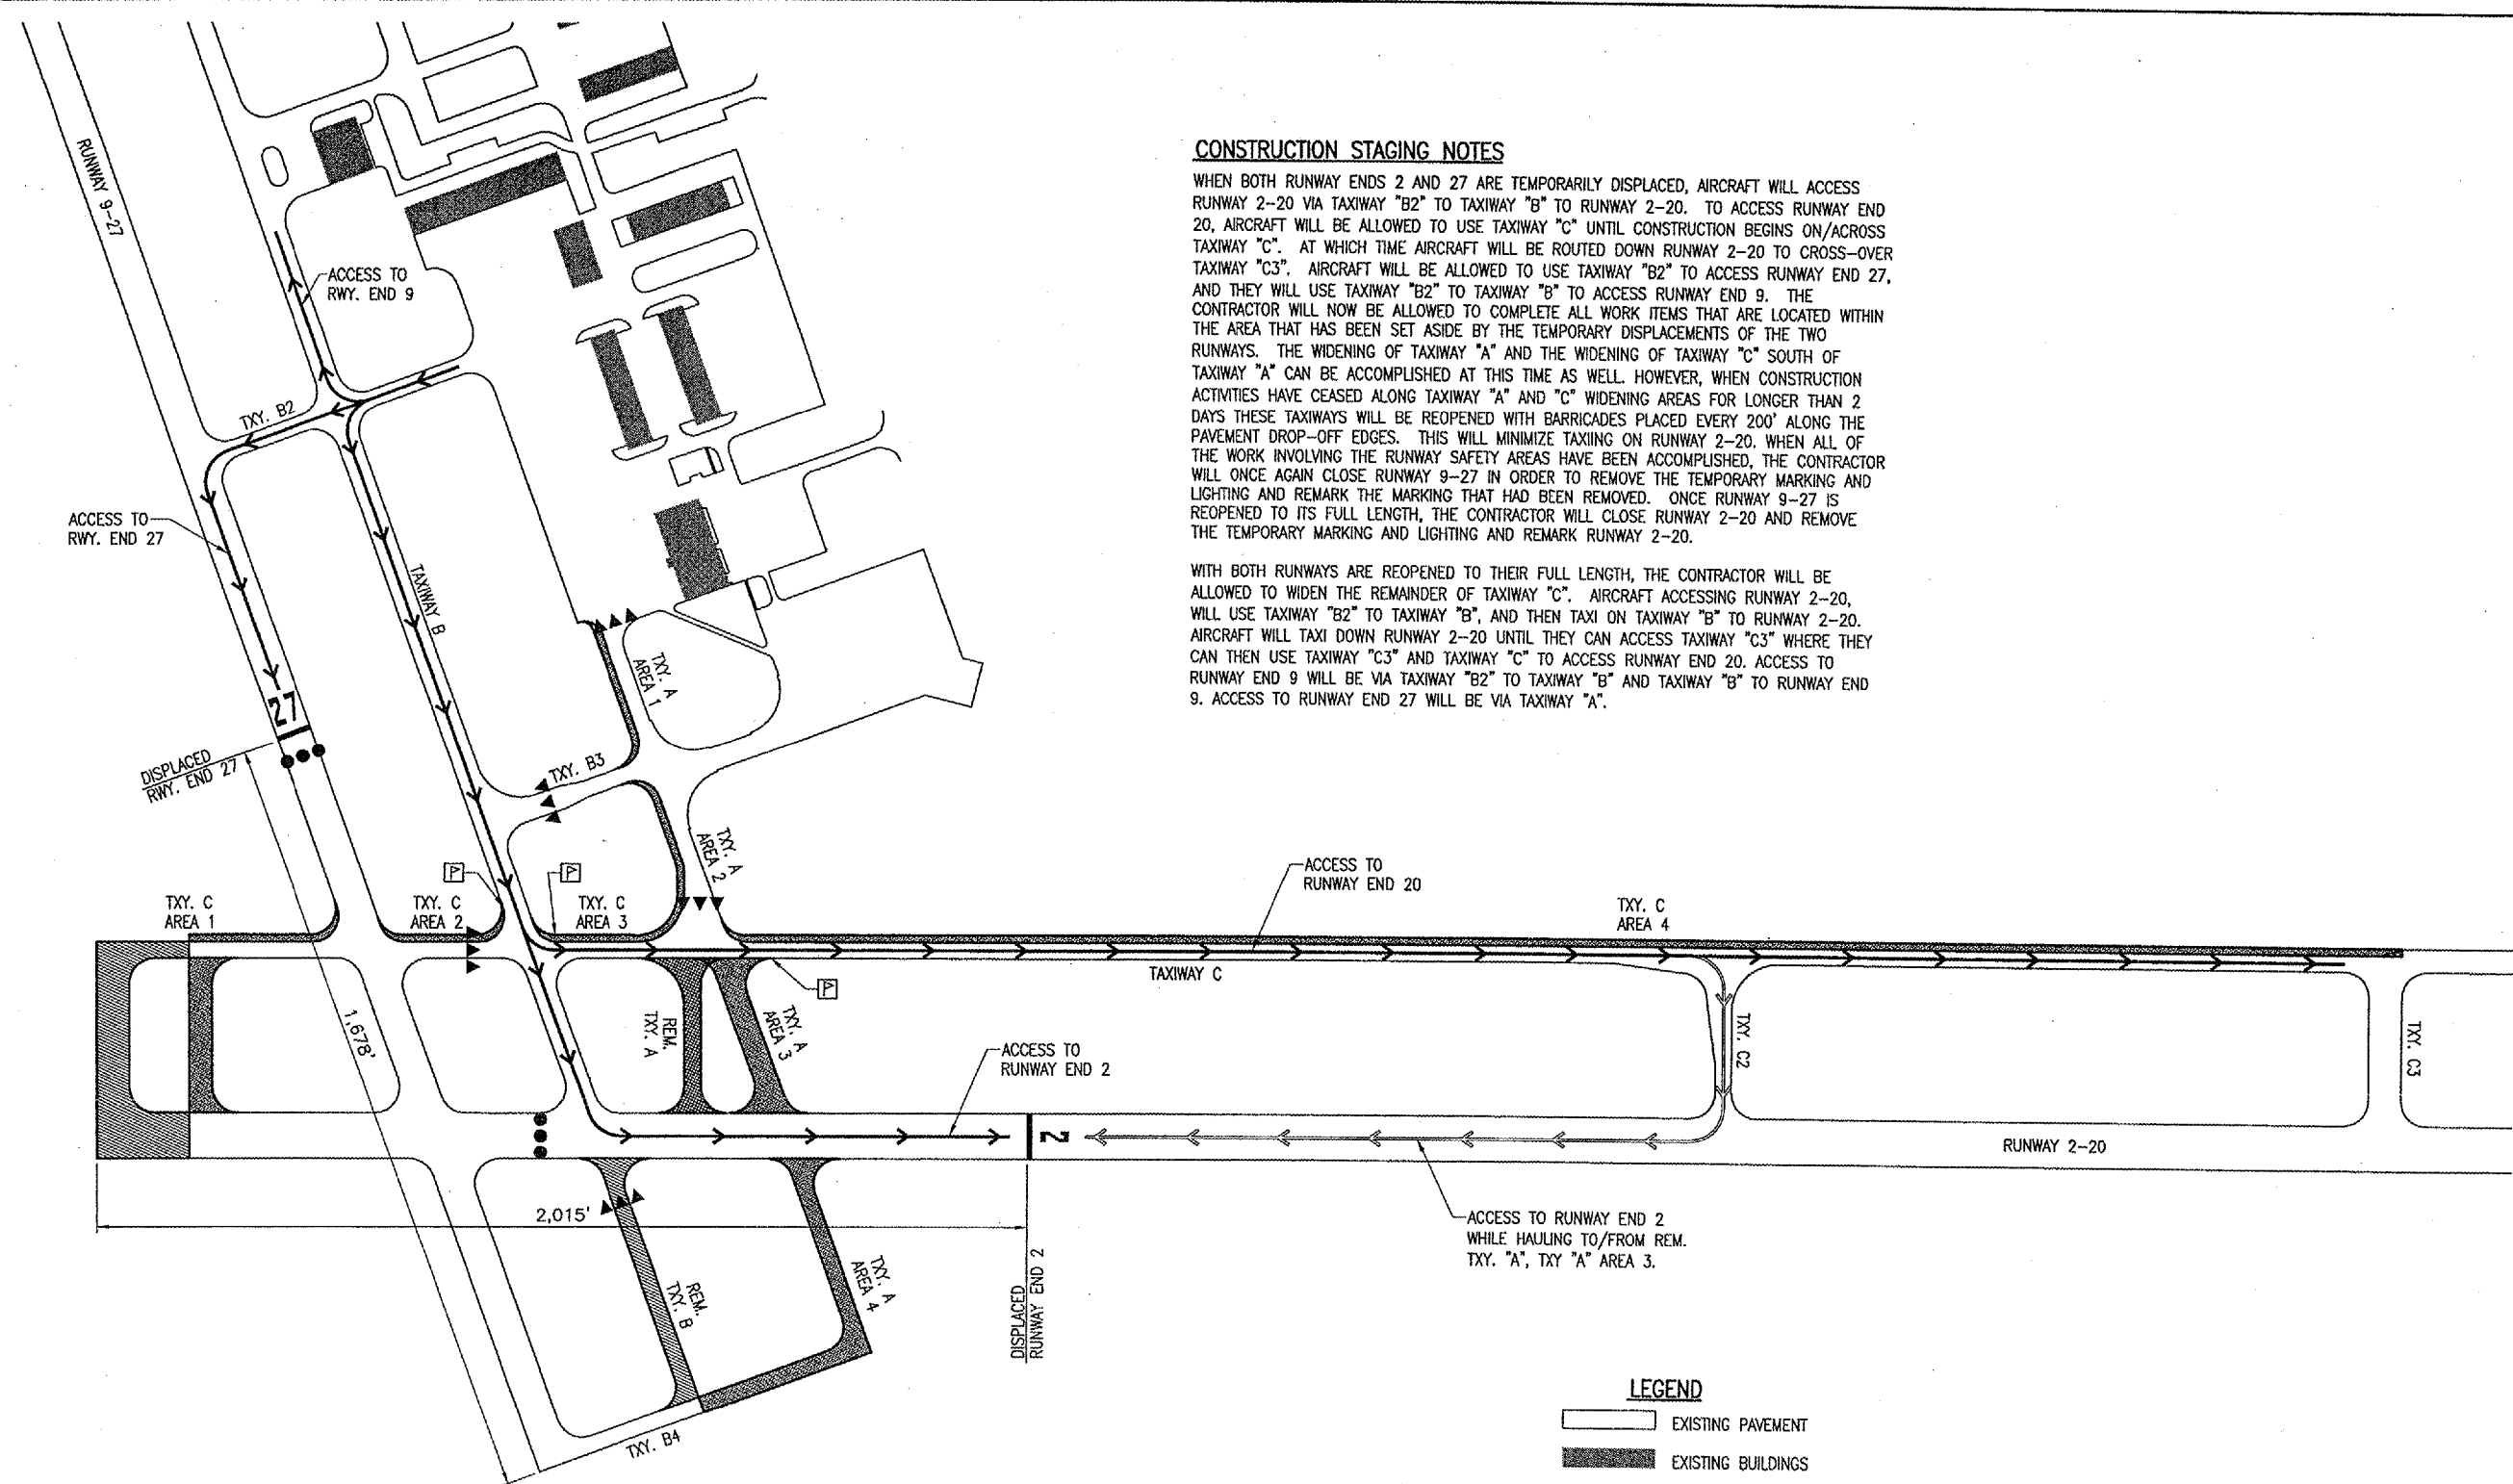 CONSTRUCTION STAGING NOTES
WHEN BOTH RUNWAY ENDS 2 AND 27 ARE TEMPORARILY DISPLACED, AIRCRAFT WILL ACCESS
RUNWAY 2-20 VIA TAXIWAY "B2" TO TAXIWAY "B" TO RUNWAY 2-20. TO ACCESS RUNWAY END
20, AIRCRAFT WILL BE ALLOWED TO USE TAXIWAY "C" UNTIL CONSTRUCTION BEGINS ON/ACROSS
TAXIWAY "C". AT WHICH TIME AIRCRAFT WILL BE ROUTED DOWN RUNWAY 2-20 TO CROSS-OVER
TAXIWAY "C3". AIRCRAFT WILL BE ALLOWED TO USE TAXIWAY "B2" TO ACCESS RUNWAY END 27,
AND THEY WILL USE TAXIWAY "B2" TO TAXIWAY "B" TO ACCESS RUNWAY END 9. THE
CONTRACTOR WILL NOW BE ALLOWED TO COMPLETE ALL WORK ITEMS THAT ARE LOCATED WITHIN
THE AREA THAT HAS BEEN SET ASIDE BY THE TEMPORARY DISPLACEMENTS OF THE TWO
RUNWAYS. THE WIDENING OF TAXIWAY "A" AND THE WIDENING OF TAXIWAY "C" SOUTH OF
TAXIWAY "A" CAN BE ACCOMPLISHED AT THIS TIME AS WELL. HOWEVER, WHEN CONSTRUCTION
ACTIVITIES HAVE CEASED ALONG TAXIWAY "A" AND "C" WIDENING AREAS FOR LONGER THAN 2
DAYS THESE TAXIWAYS WILL BE REOPENED WITH BARRICADES PLACED EVERY 200' ALONG THE
PAVEMENT DROP-OFF EDGES. THIS WILL MINIMIZE TAXIING ON RUNWAY 2-20. WHEN ALL OF
THE WORK INVOLVING THE RUNWAY SAFETY AREAS HAVE BEEN ACCOMPLISHED, THE CONTRACTOR
WILL ONCE AGAIN CLOSE RUNWAY 9-27 IN ORDER TO REMOVE THE TEMPORARY MARKING AND
LIGHTING AND REMARK THE MARKING THAT HAD BEEN REMOVED. ONCE RUNWAY 9-27 IS
REOPENED TO ITS FULL LENGTH, THE CONTRACTOR WILL CLOSE RUNWAY 2-20 AND REMOVE
THE TEMPORARY MARKING AND LIGHTING AND REMARK RUNWAY 2-20.
WITH BOTH RUNWAYS ARE REOPENED TO THEIR FULL LENGTH, THE CONTRACTOR WILL BE
ALLOWED TO WIDEN THE REMAINDER OF TAXIWAY "C". AIRCRAFT ACCESSING RUNWAY 2-20,
WILL USE TAXIWAY "B2" TO TAXIWAY "B", AND THEN TAXI ON TAXIWAY "B" TO RUNWAY 2-20.
AIRCRAFT WILL TAXI DOWN RUNWAY 2-20 UNTIL THEY CAN ACCESS TAXIWAY "C3" WHERE THEY
CAN THEN USE TAXIWAY "C3" AND TAXIWAY "C" TO ACCESS RUNWAY END 20. ACCESS TO
RUNWAY END 9 WILL BE VIA TAXIWAY "B2" TO TAXIWAY "B" AND TAXIWAY "B" TO RUNWAY END
9. ACCESS TO RUNWAY END 27 WILL BE VIA TAXIWAY "A".
RUNWAY 9-27
ACCESS TO
RWY. END 9
TXY. B2
ACCESS TO
RWY. END 27
TAXIWAY B
TXY. A
AREA 1
27
DISPLACED
RWY. END 27
TXY. B3
TXY. A
AREA 2
P
P
TXY. C
AREA 1
TXY. C
AREA 2
TXY. C
AREA 3
ACCESS TO
RUNWAY END 20
TXY. C
AREA 4
TAXIWAY C
P
1,678'
REM.
TXY. A
TXY. A
AREA 3
ACCESS TO
RUNWAY END 2
TXY. C2
TXY. C3
2
RUNWAY 2-20
2,015'
ACCESS TO RUNWAY END 2
WHILE HAULING TO/FROM REM.
TXY. "A", TXY "A" AREA 3.
REM.
TXY. B
TXY. A
AREA 4
DISPLACED
RUNWAY END 2
TXY. B4
LEGEND
EXISTING PAVEMENT
EXISTING BUILDINGS